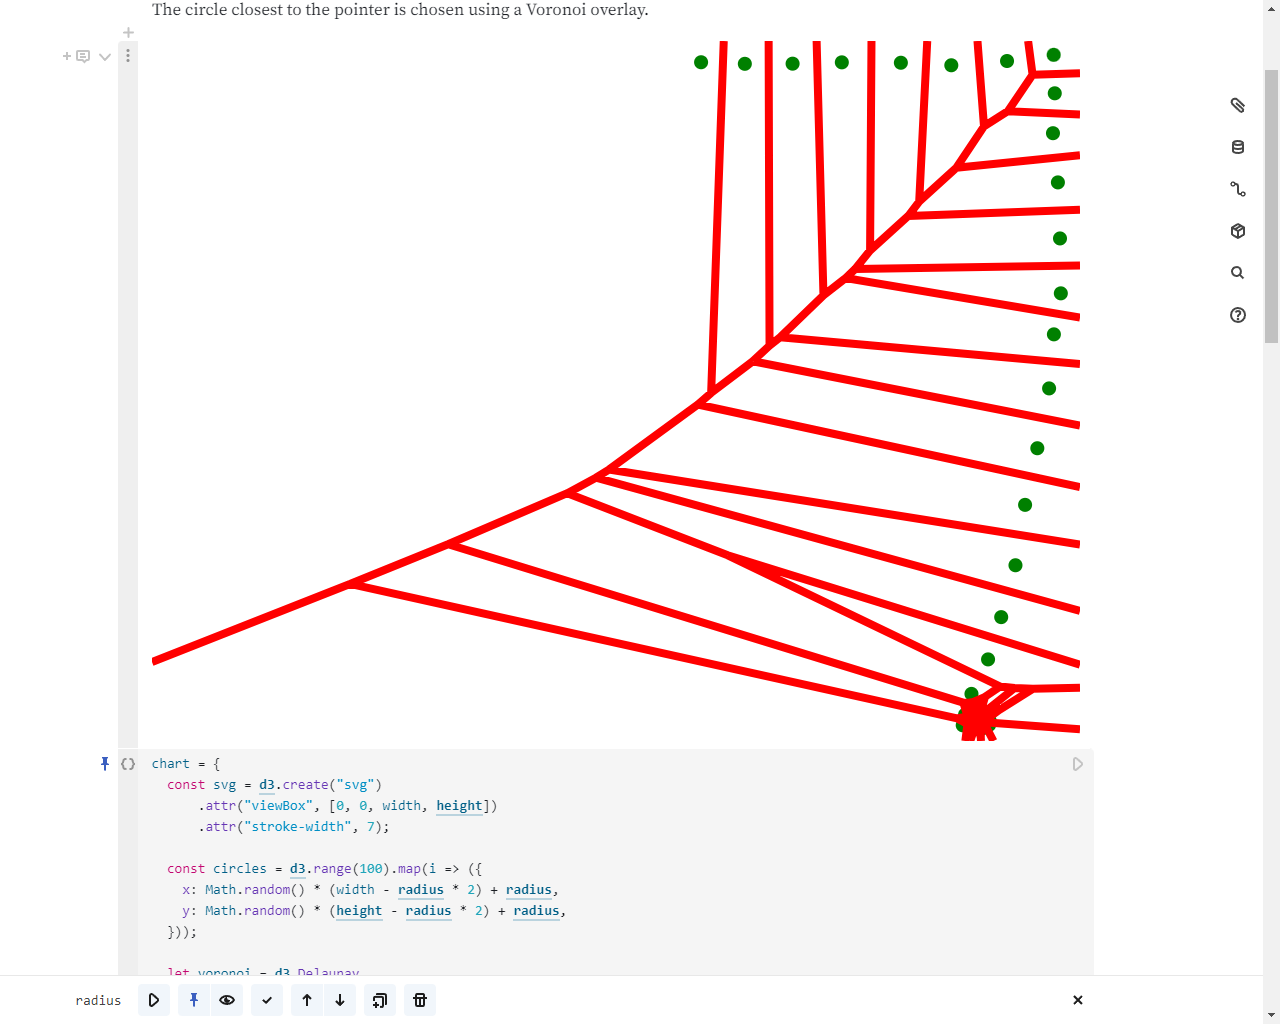 The circle closest to the pointer is chosen using a Voronoi overlay.
chart = {
  const svg = d3.create("svg")
      .attr("viewBox", [0, 0, width, height])
      .attr("stroke-width", 7);

  const circles = d3.range(100).map(i => ({
    x: Math.random() * (width - radius * 2) + radius,
    y: Math.random() * (height - radius * 2) + radius,
  }));

  let voronoi = d3.Delaunay
radius